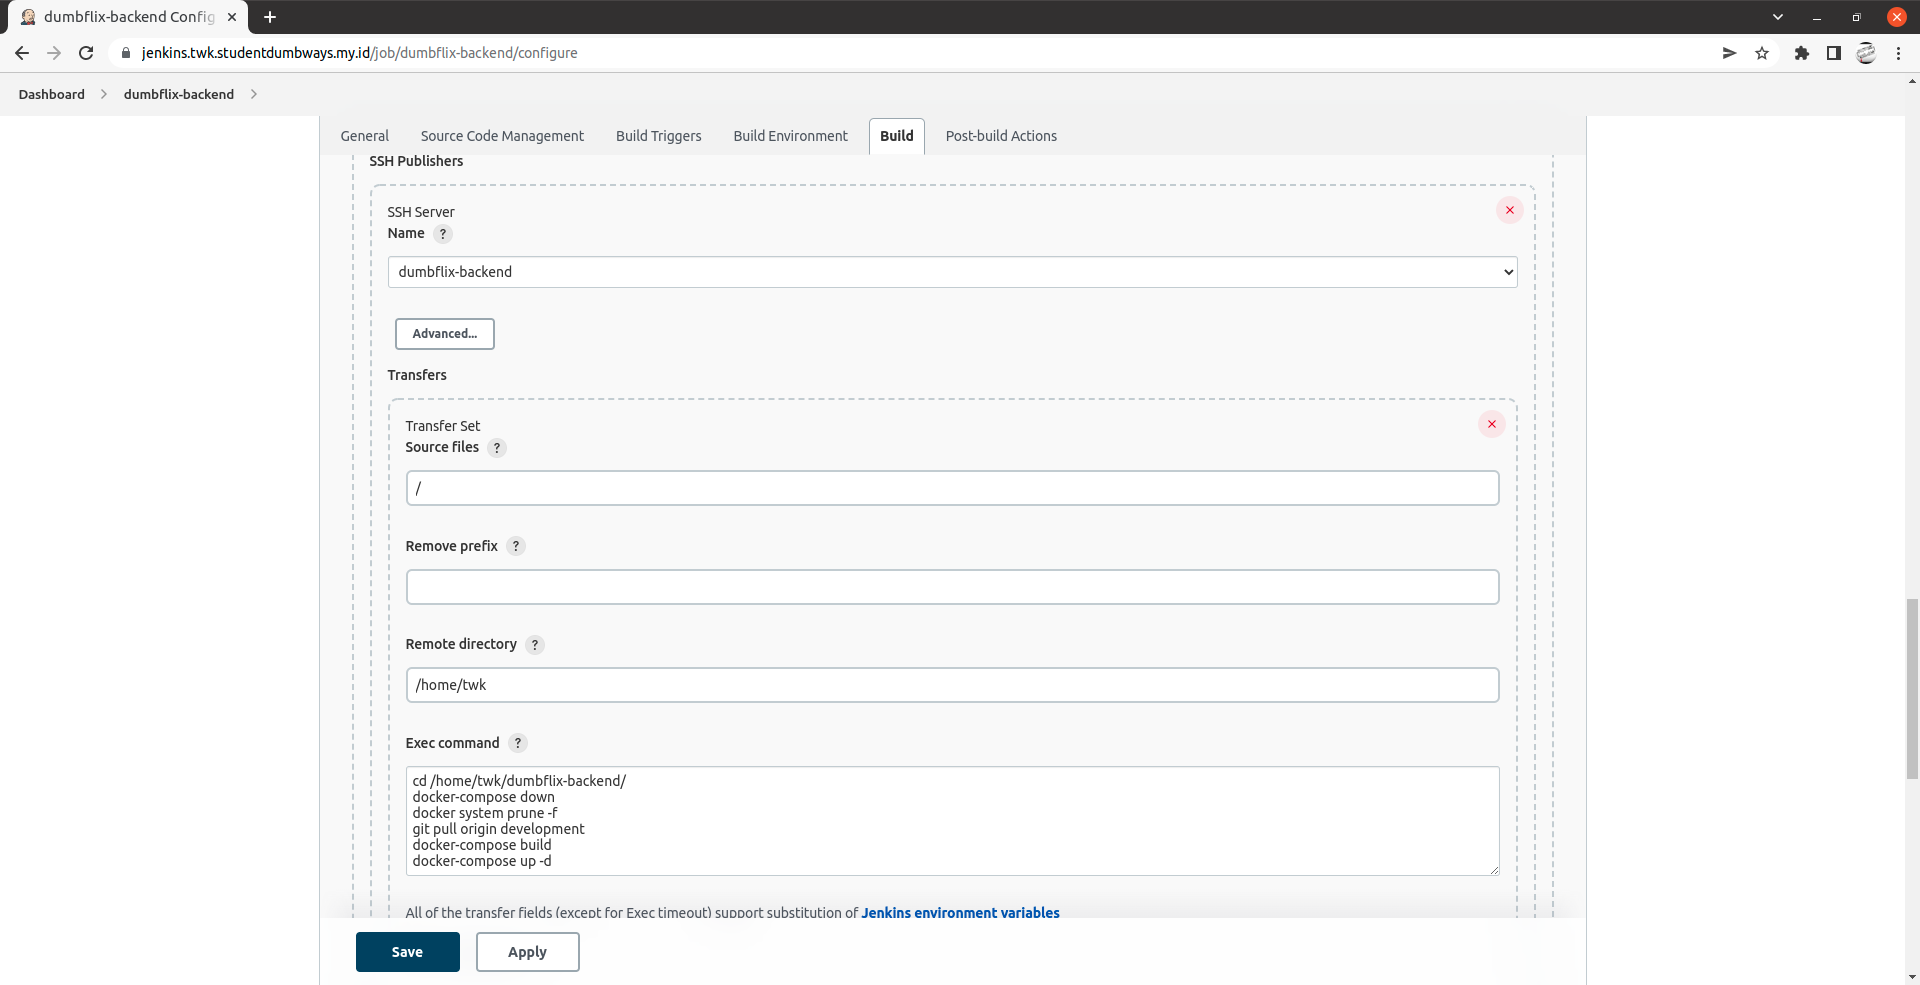 dumbflix-backend Config
jenkins.twk.studentdumbways.my.id/job/dumbflix-backend/configure
Dashboard dumbflix-backend
General Source Code Management Build Triggers Build Environment Build Post-build Actions
SSH Publishers
SSH Server
Name ?
dumbflix-backend
Advanced...
Transfers
Transfer Set
Source files ?
/
Remove prefix ?
Remote directory ?
/home/twk
Exec command ?
cd /home/twk/dumbflix-backend/
docker-compose down
docker system prune -f
git pull origin development
docker-compose build
docker-compose up -d
All of the transfer fields (except for Exec timeout) support substitution of Jenkins environment variables
Save Apply